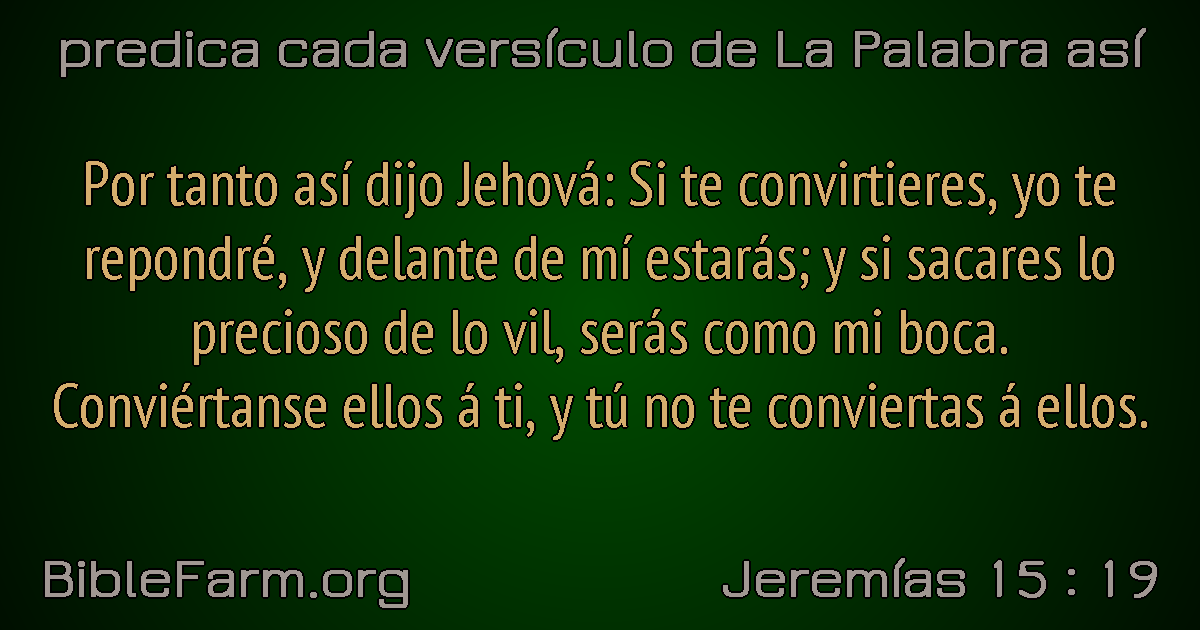 predica cada versículo de La Palabra así
Por tanto así dijo Jehová: Si te convirtieres, yo te
repondré, y delante de mí estarás; y si sacares lo
precioso de lo vil, serás como mi boca.
Conviértanse ellos á ti, y tú no te conviertas á ellos.
BibleFarm.org
Jeremías 15 : 19